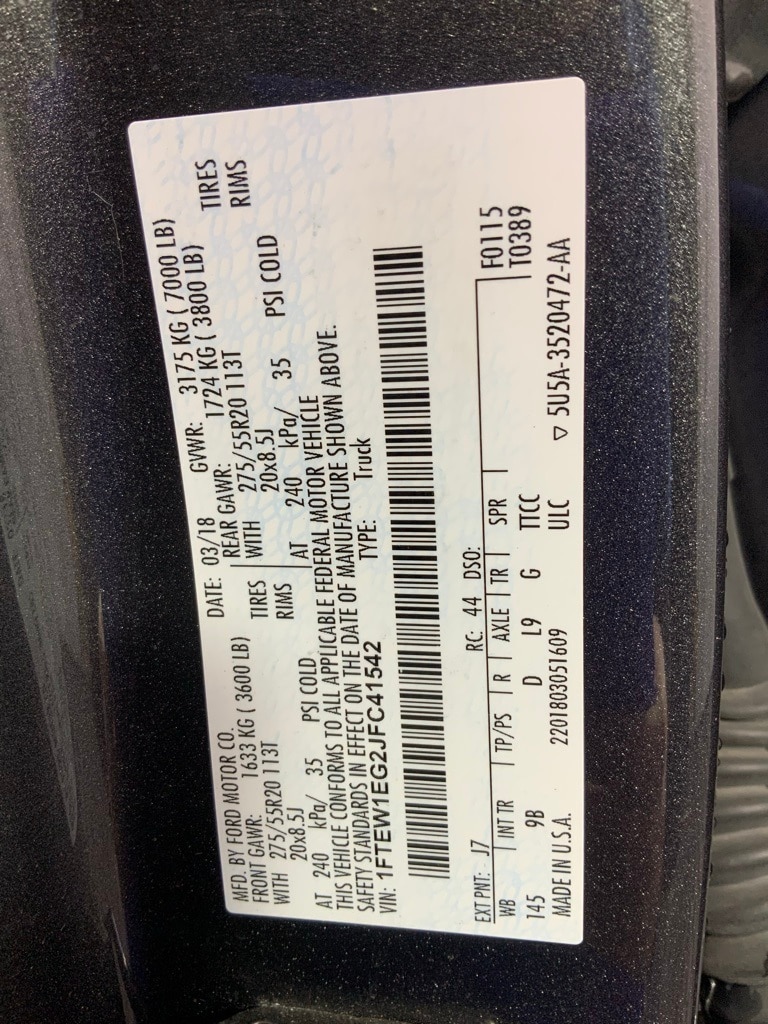 MFD. BY FORD MOTOR CO.
DATE: 03/18 GVWR: 3175 KG ( 7000 LB)
FRONT GAWR: 1633 KG ( 3600 LB) REAR GAWR: 1724 KG ( 3800 LB)
WITH 275/55R20 113T TIRES WITH 275/55R20 113T TIRES
20x8.5J RIMS 20x8.5J RIMS
AT 240 kPa/ 35 PSI COLD AT 240 kPa/ 35 PSI COLD
THIS VEHICLE CONFORMS TO ALL APPLICABLE FEDERAL MOTOR VEHICLE
SAFETY STANDARDS IN EFFECT ON THE DATE OF MANUFACTURE SHOWN ABOVE.
VIN: 1FTEW1EG2JFC41542 TYPE: Truck
F0115
T0389
EXT PNT: J7 RC: 44 DSO:
WB INT TR TP/PS R AXLE TR SPR
145 9B D L9 G TTCC
ULC
MADE IN U.S.A. 2201803051609 ▽ 5U5A-3520472-AA